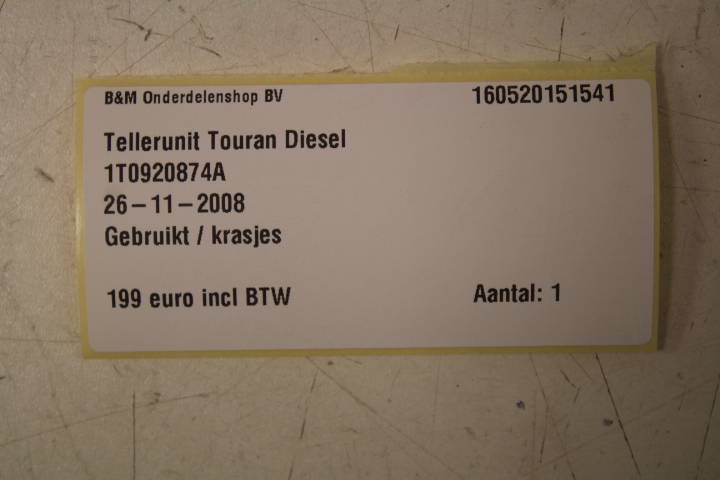 B&M Onderdelenshop BV 160520151541
Tellerunit Touran Diesel
1T0920874A
26-11-2008
Gebruikt / krasjes
199 euro incl BTW Aantal: 1